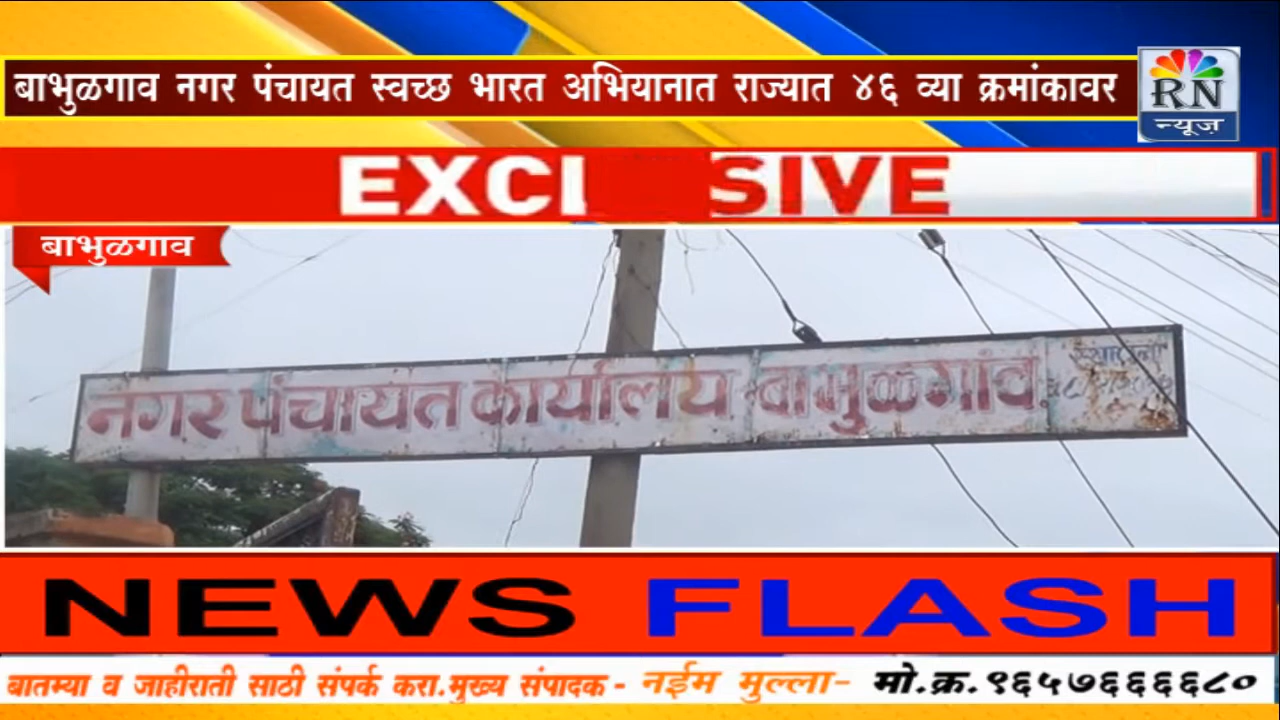 बाभुळगाव नगर पंचायत स्वच्छ भारत अभियानात राज्यात ४६ व्या क्रमांकावर
RN
न्यूज़
EXCL SIVE
बाभुळगाव
नगर पंचायत कार्यालय बाभुळगांव
NEWS FLASH
बातम्या व जाहीराती साठी संपर्क करा.मुख्य संपादक - नईम मुल्ला- मो.क्र.९६५७६६६६८०